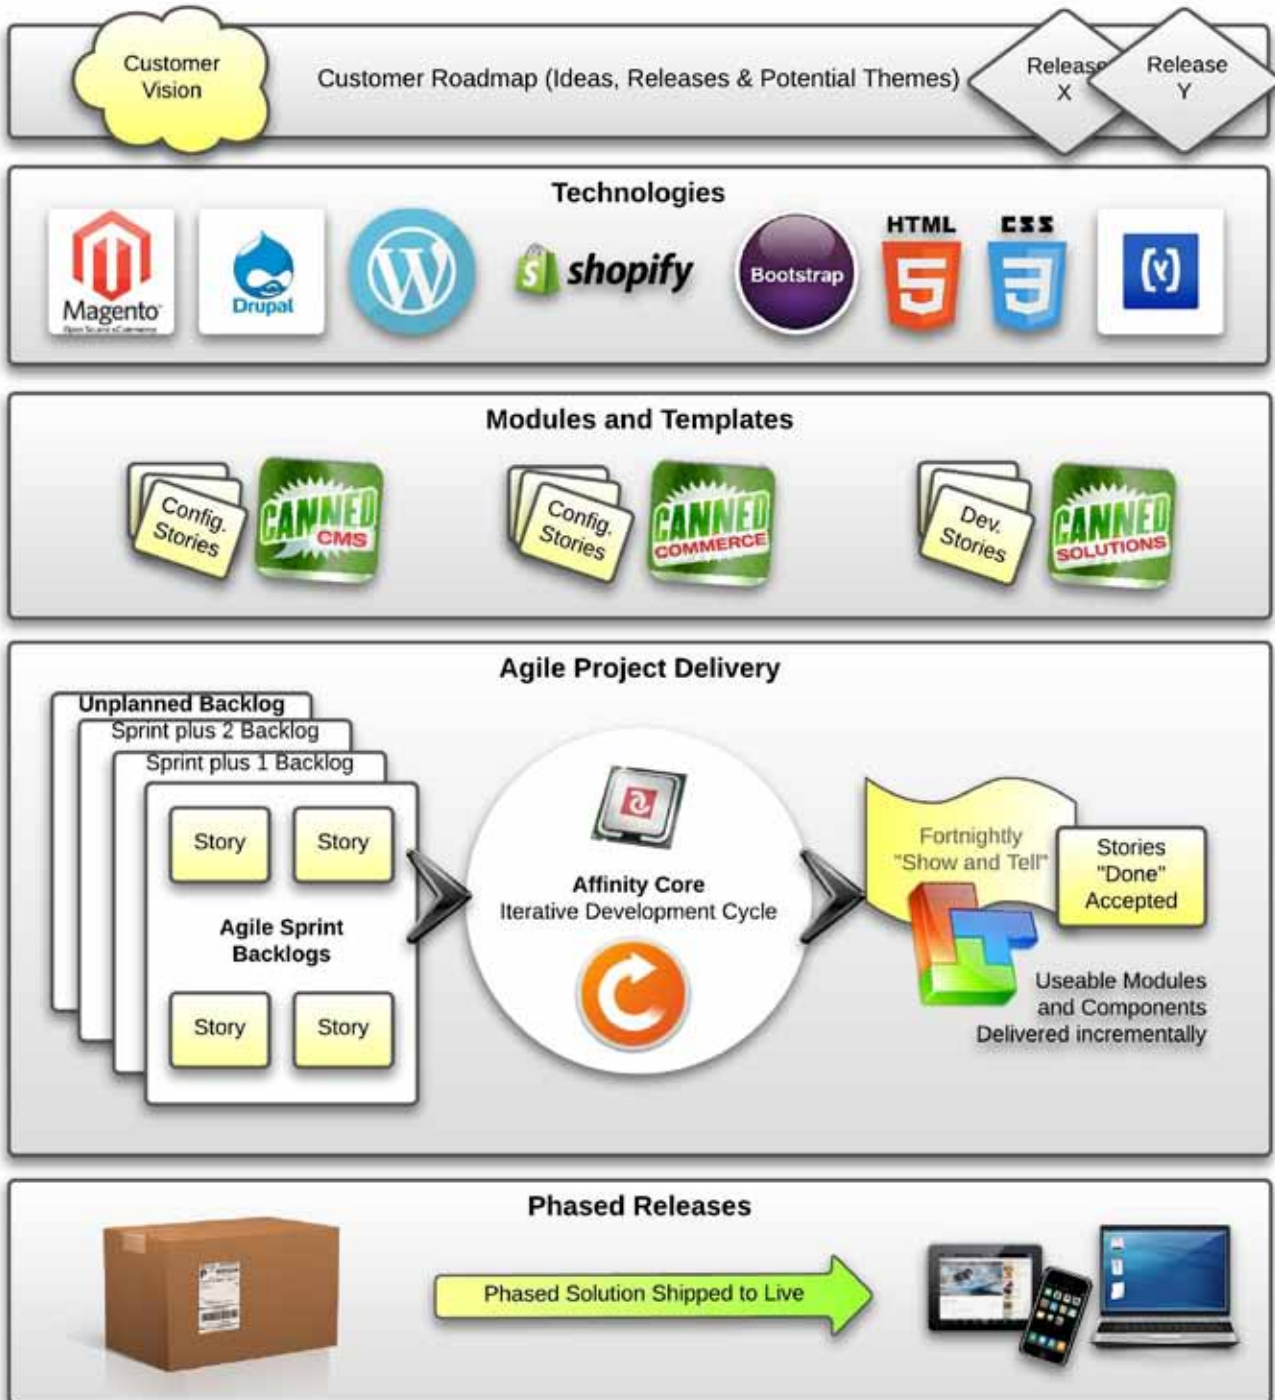 Customer
Vision
Customer Roadmap (Ideas, Releases & Potential Themes)
Release
X
Release
Y
Technologies
Magento
Open Source eCommerce
Drupal
shopify
Bootstrap
HTML
5
CSS
3
Modules and Templates
Config.
Stories
CANNED
CMS
Config.
Stories
CANNED
COMMERCE
Dev.
Stories
CANNED
SOLUTIONS
Agile Project Delivery
Unplanned Backlog
Sprint plus 2 Backlog
Sprint plus 1 Backlog
Story
Story
Agile Sprint
Backlogs
Story
Story
Affinity Core
Iterative Development Cycle
Fortnightly
"Show and Tell"
Stories
"Done"
Accepted
Useable Modules
and Components
Delivered incrementally
Phased Releases
Phased Solution Shipped to Live